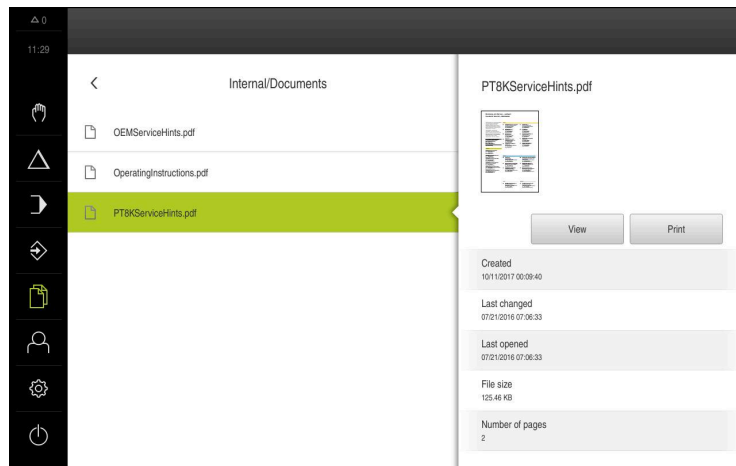 △ 0
11:29
Internal/Documents
OEMServiceHints.pdf
OperatingInstructions.pdf
PT8KServiceHints.pdf
PT8KServiceHints.pdf
View
Print
Created
10/11/2017 00:09:40
Last changed
07/21/2016 07:06:33
Last opened
07/21/2016 07:06:33
File size
125.46 KB
Number of pages
2